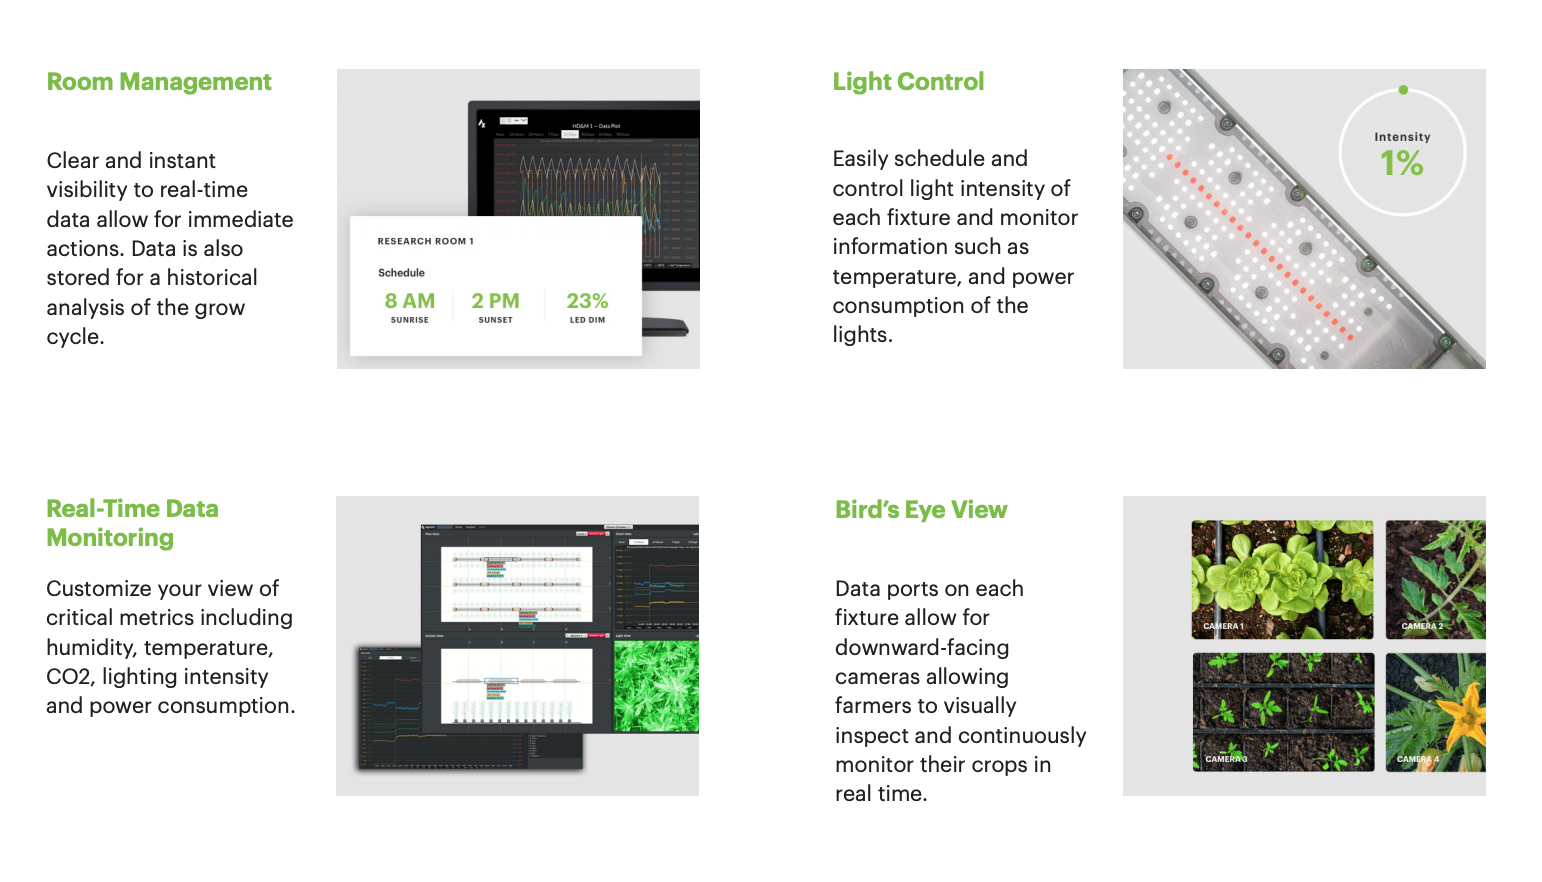 Room Management
Clear and instant
visibility to real-time
data allow for immediate
actions. Data is also
stored for a historical
analysis of the grow
cycle.
HD&M 1 – Data Plot
RESEARCH ROOM 1
Schedule
8 AM
2 PM
23%
SUNRISE
SUNSET
LED DIM
Light Control
Easily schedule and
control light intensity of
each fixture and monitor
information such as
temperature, and power
consumption of the
lights.
Intensity
1%
Real-Time Data
Monitoring
Customize your view of
critical metrics including
humidity, temperature,
CO2, lighting intensity
and power consumption.
Bird’s Eye View
Data ports on each
fixture allow for
downward-facing
cameras allowing
farmers to visually
inspect and continuously
monitor their crops in
real time.
CAMERA 1
CAMERA 2
CAMERA 3
CAMERA 4